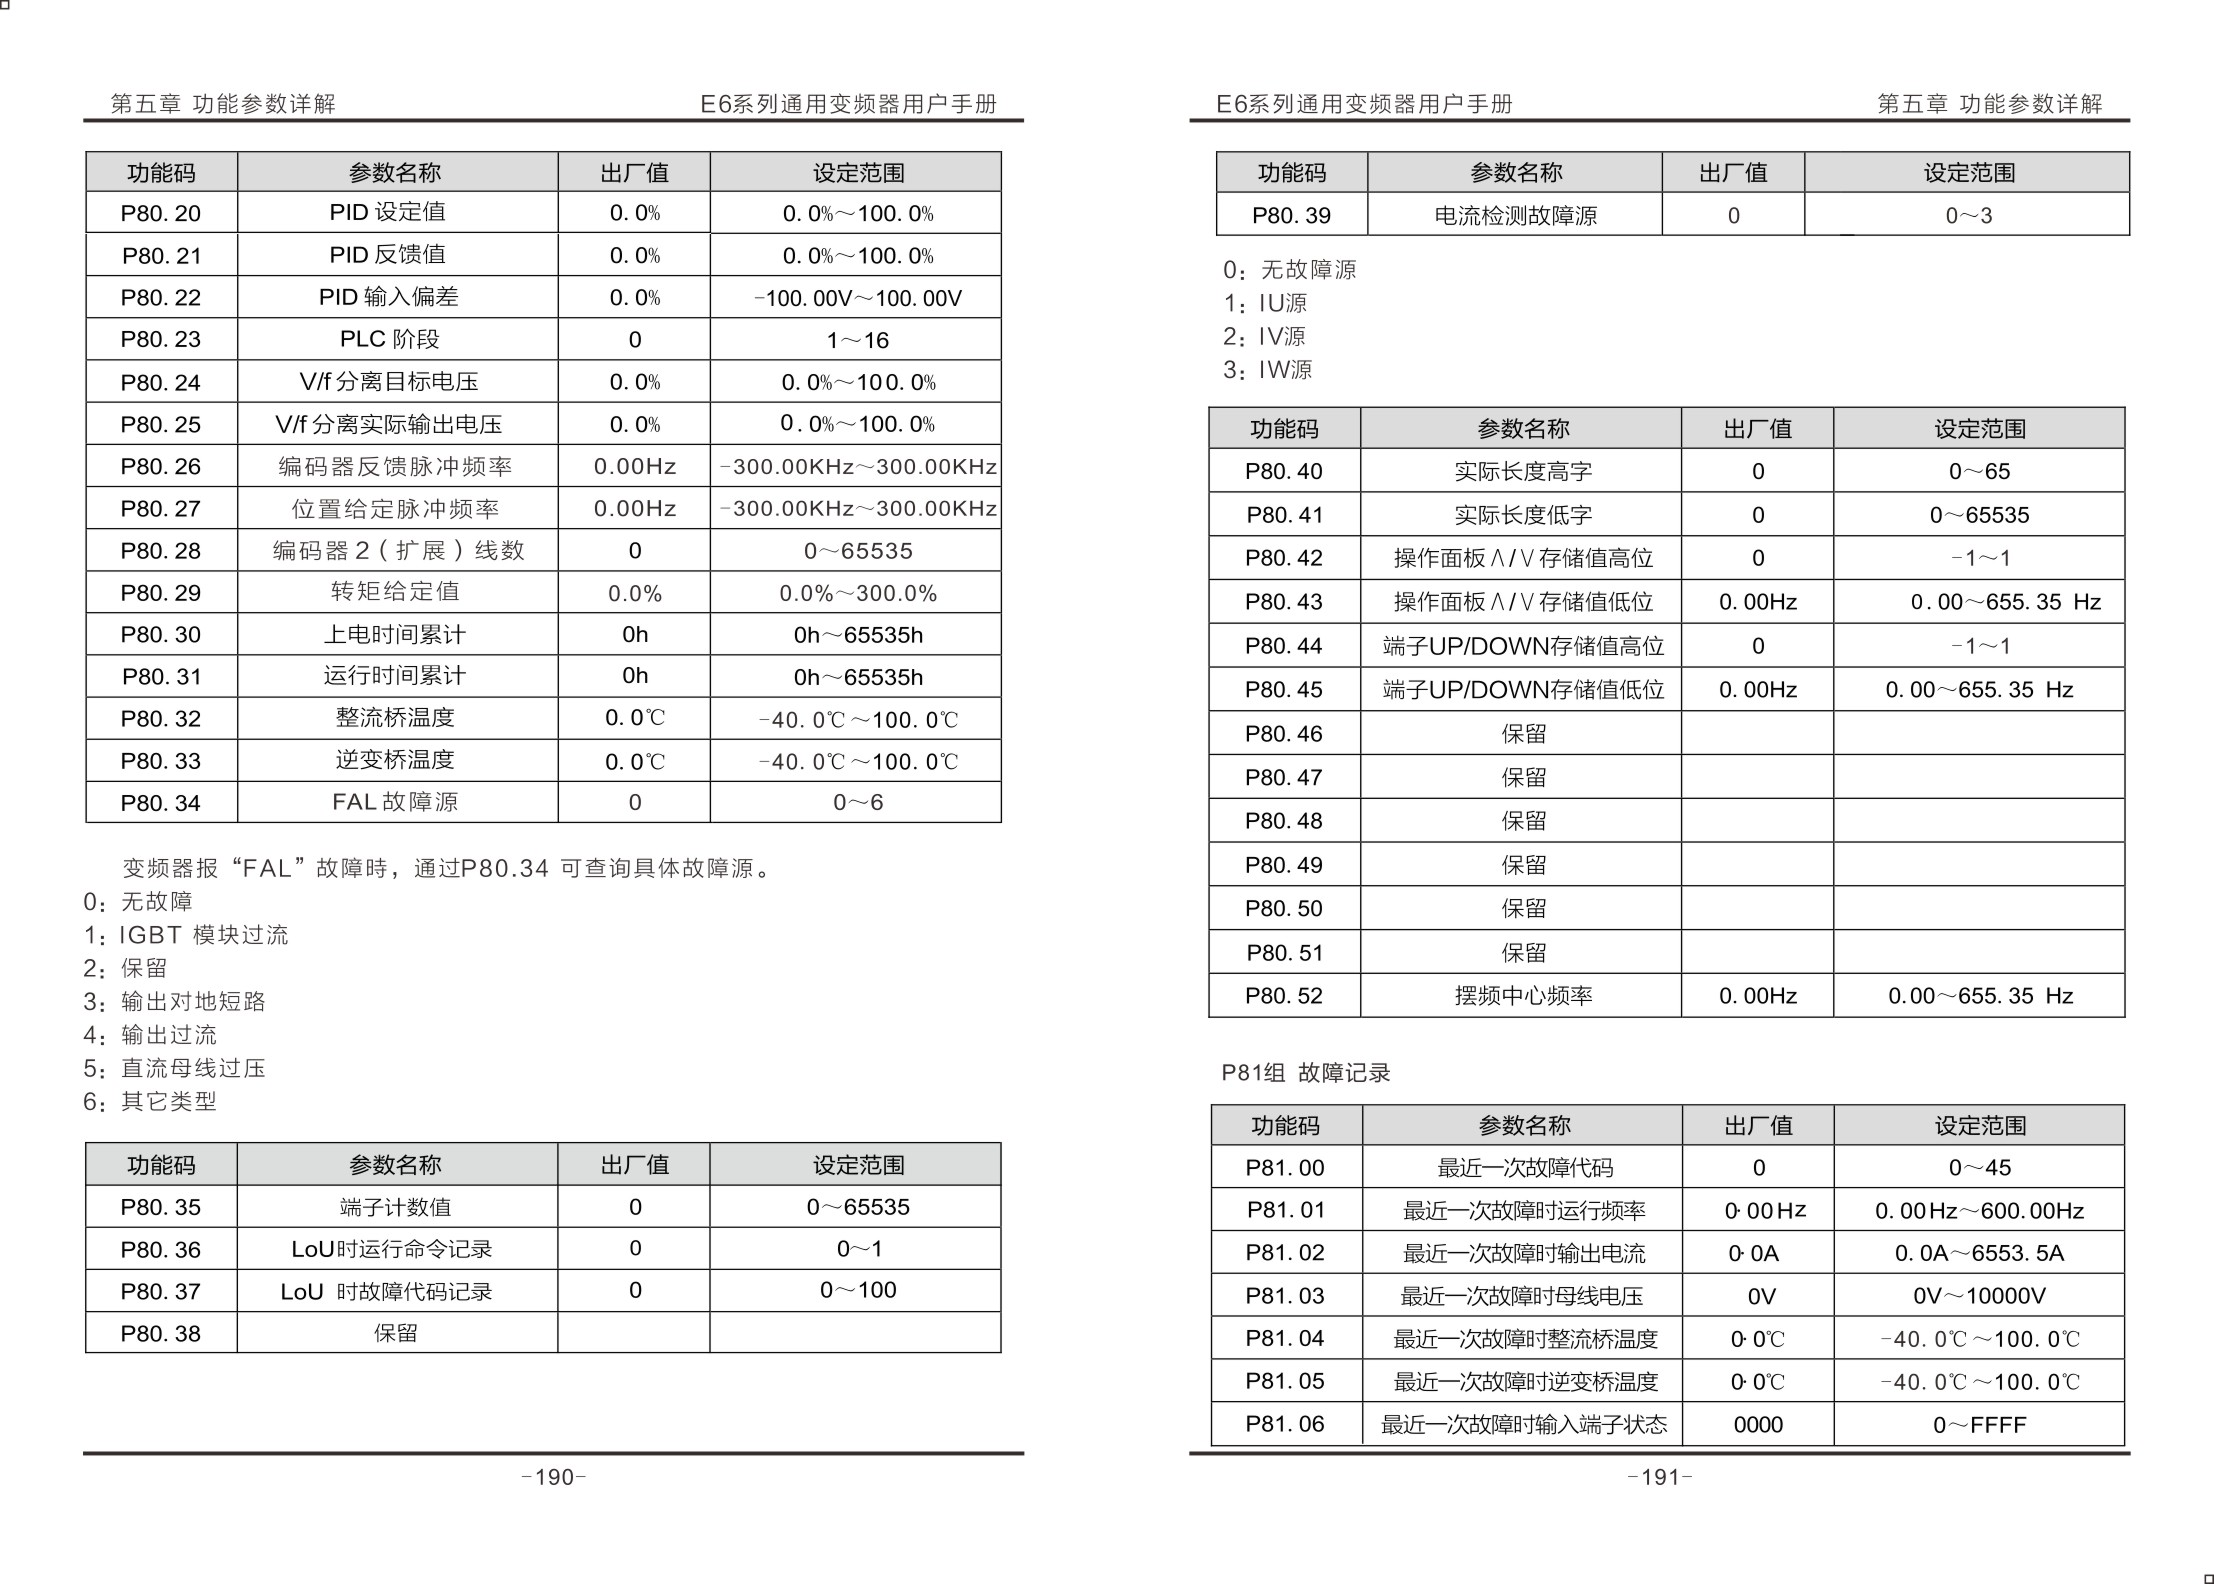 第五章 功能参数详解 E6系列通用变频器用户手册
功能码 参数名称 出厂值 设定范围
P80.20 PID 设定值 0.0% 0.0%～100.0%
P80.21 PID 反馈值 0.0% 0.0%～100.0%
P80.22 PID 输入偏差 0.0% -100.00V～100.00V
P80.23 PLC 阶段 0 1～16
P80.24 V/f 分离目标电压 0.0% 0.0%～100.0%
P80.25 V/f 分离实际输出电压 0.0% 0.0%～100.0%
P80.26 编码器反馈脉冲频率 0.00Hz -300.00KHz～300.00KHz
P80.27 位置给定脉冲频率 0.00Hz -300.00KHz～300.00KHz
P80.28 编码器2（扩展）线数 0 0～65535
P80.29 转矩给定值 0.0% 0.0%～300.0%
P80.30 上电时间累计 0h 0h～65535h
P80.31 运行时间累计 0h 0h～65535h
P80.32 整流桥温度 0.0℃ -40.0℃～100.0℃
P80.33 逆变桥温度 0.0℃ -40.0℃～100.0℃
P80.34 FAL 故障源 0 0～6
变频器报“FAL”故障時，通过P80.34 可查询具体故障源。
0：无故障
1：IGBT 模块过流
2：保留
3：输出对地短路
4：输出过流
5：直流母线过压
6：其它类型
功能码 参数名称 出厂值 设定范围
P80.35 端子计数值 0 0～65535
P80.36 LoU时运行命令记录 0 0～1
P80.37 LoU 时故障代码记录 0 0～100
P80.38 保留
-190-
E6系列通用变频器用户手册 第五章 功能参数详解
功能码 参数名称 出厂值 设定范围
P80.39 电流检测故障源 0 0～3
0：无故障源
1：IU源
2：IV源
3：IW源
功能码 参数名称 出厂值 设定范围
P80.40 实际长度高字 0 0～65
P80.41 实际长度低字 0 0～65535
P80.42 操作面板∧/∨存储值高位 0 -1～1
P80.43 操作面板∧/∨存储值低位 0.00Hz 0.00～655.35 Hz
P80.44 端子UP/DOWN存储值高位 0 -1～1
P80.45 端子UP/DOWN存储值低位 0.00Hz 0.00～655.35 Hz
P80.46 保留
P80.47 保留
P80.48 保留
P80.49 保留
P80.50 保留
P80.51 保留
P80.52 摆频中心频率 0.00Hz 0.00～655.35 Hz
P81组 故障记录
功能码 参数名称 出厂值 设定范围
P81.00 最近一次故障代码 0 0～45
P81.01 最近一次故障时运行频率 0.00Hz 0.00Hz～600.00Hz
P81.02 最近一次故障时输出电流 0.0A 0.0A～6553.5A
P81.03 最近一次故障时母线电压 0V 0V～10000V
P81.04 最近一次故障时整流桥温度 0.0℃ -40.0℃～100.0℃
P81.05 最近一次故障时逆变桥温度 0.0℃ -40.0℃～100.0℃
P81.06 最近一次故障时输入端子状态 0000 0～FFFF
-191-